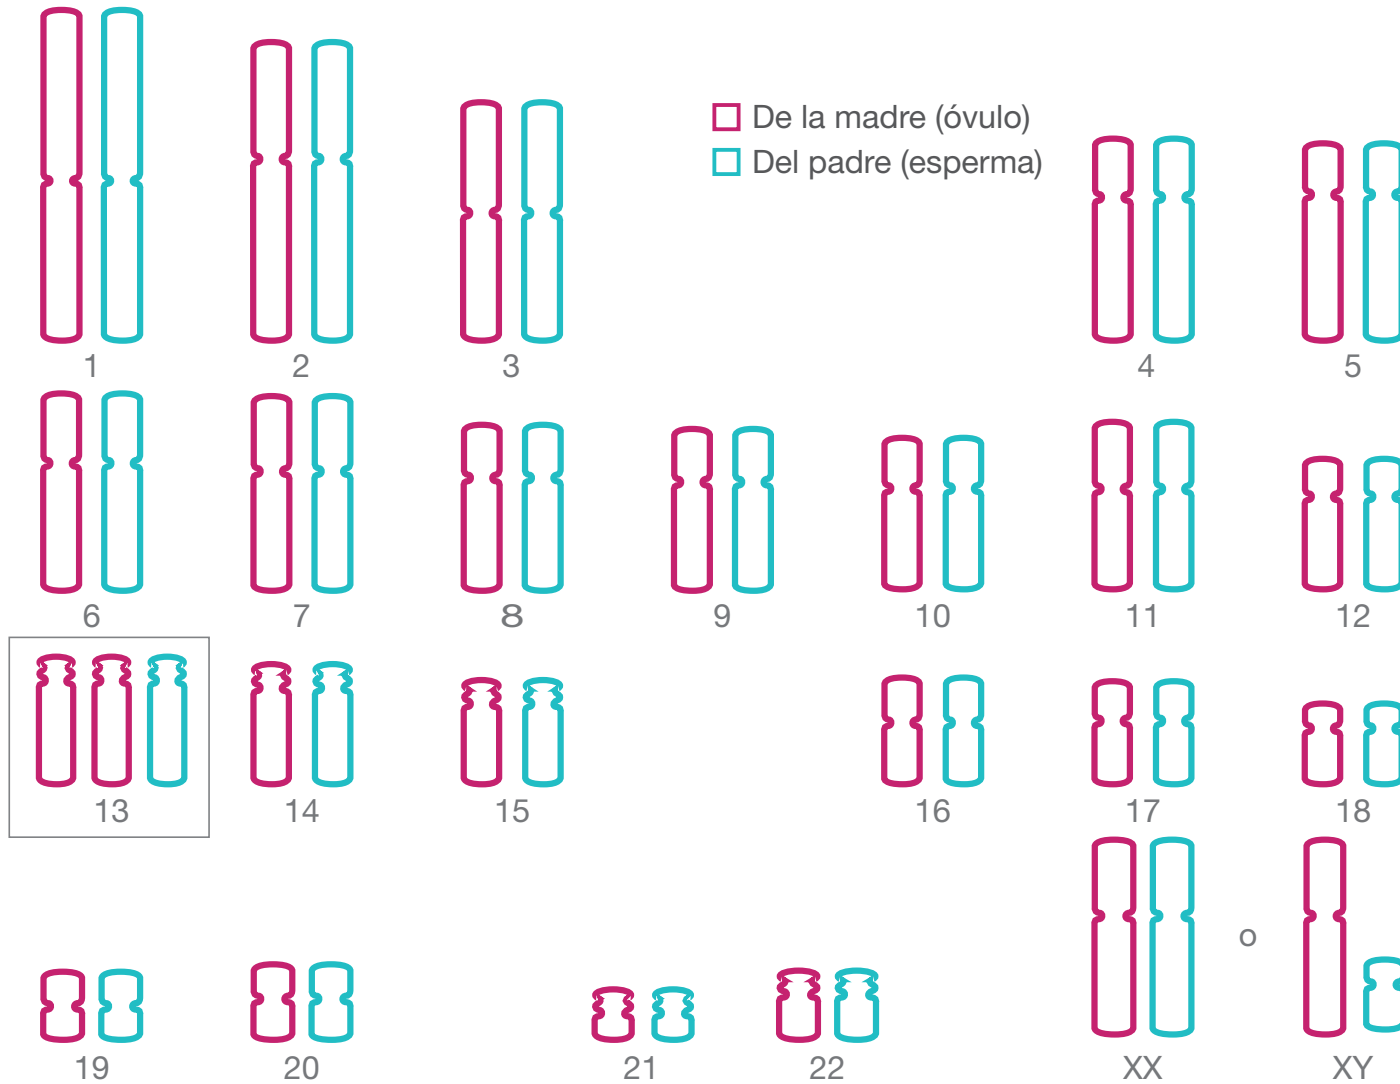 De la madre (óvulo)
Del padre (esperma)
1 2 3 4 5
6 7 8 9 10 11 12
13 14 15 16 17 18
o
19 20 21 22 XX XY